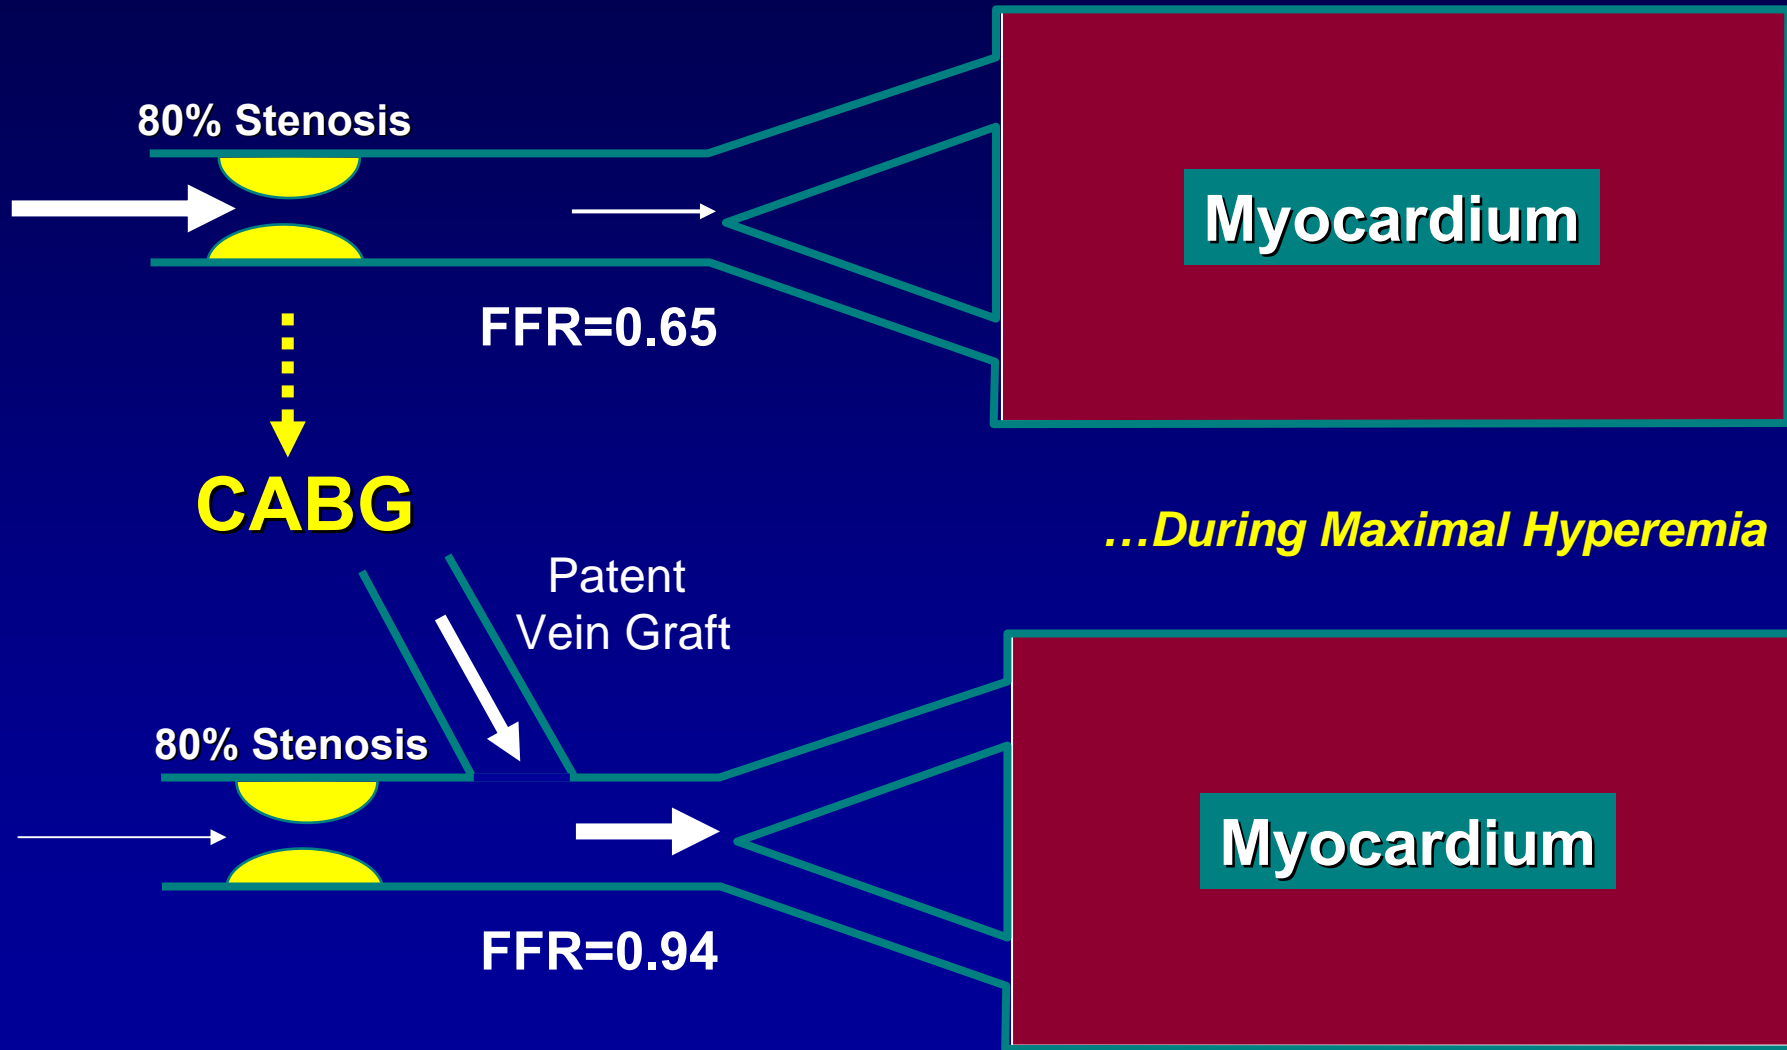 80% Stenosis
Myocardium
FFR=0.65
CABG
…During Maximal Hyperemia
Patent
Vein Graft
80% Stenosis
Myocardium
FFR=0.94